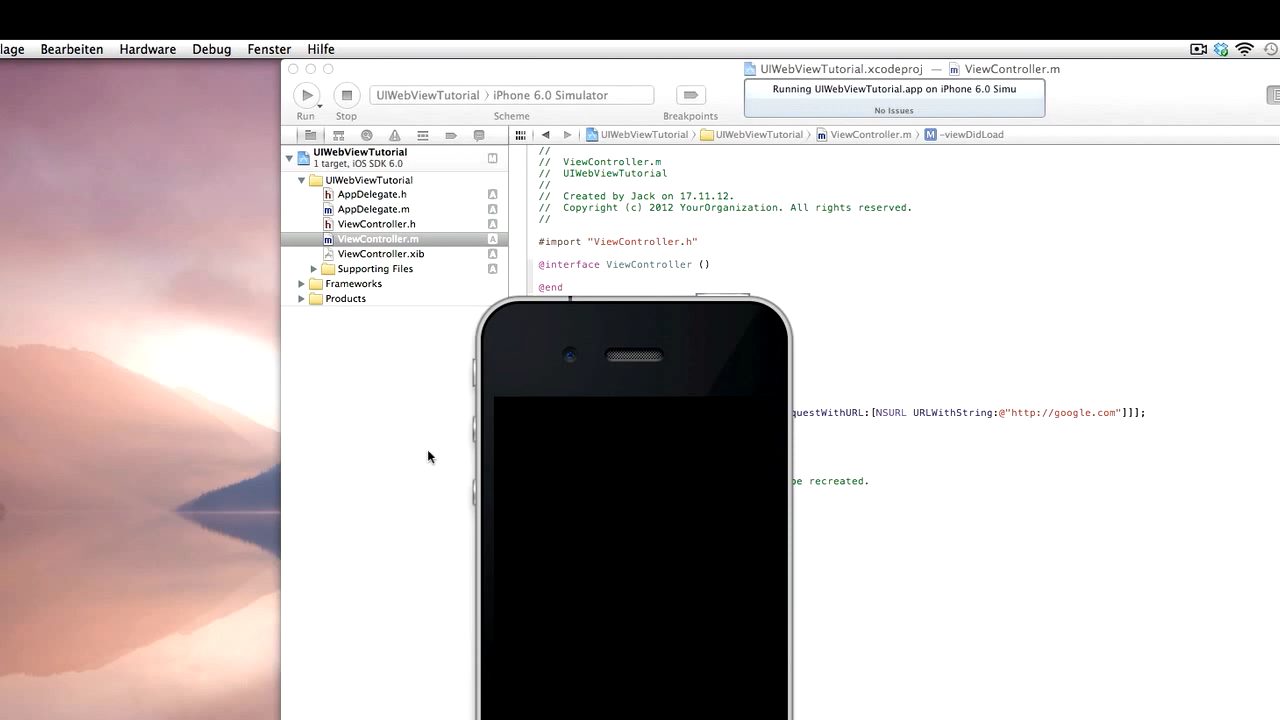 lage Bearbeiten Hardware Debug Fenster Hilfe
UIWebViewTutorial.xcodeproj — ViewController.m
UIWebViewTutorial 〉 iPhone 6.0 Simulator
Running UIWebViewTutorial.app on iPhone 6.0 Simu
No Issues
Run Stop Scheme Breakpoints
UIWebViewTutorial 〉 UIWebViewTutorial 〉 ViewController.m 〉 M -viewDidLoad
UIWebViewTutorial M
1 target, iOS SDK 6.0
UIWebViewTutorial
h AppDelegate.h A
m AppDelegate.m A
h ViewController.h A
m ViewController.m A
ViewController.xib A
Supporting Files A
Frameworks
Products
//
// ViewController.m
// UIWebViewTutorial
//
// Created by Jack on 17.11.12.
// Copyright (c) 2012 YourOrganization. All rights reserved.
//
#import "ViewController.h"
@interface ViewController ()
@end
questWithURL:[NSURL URLWithString:@"http://google.com"]]];
be recreated.